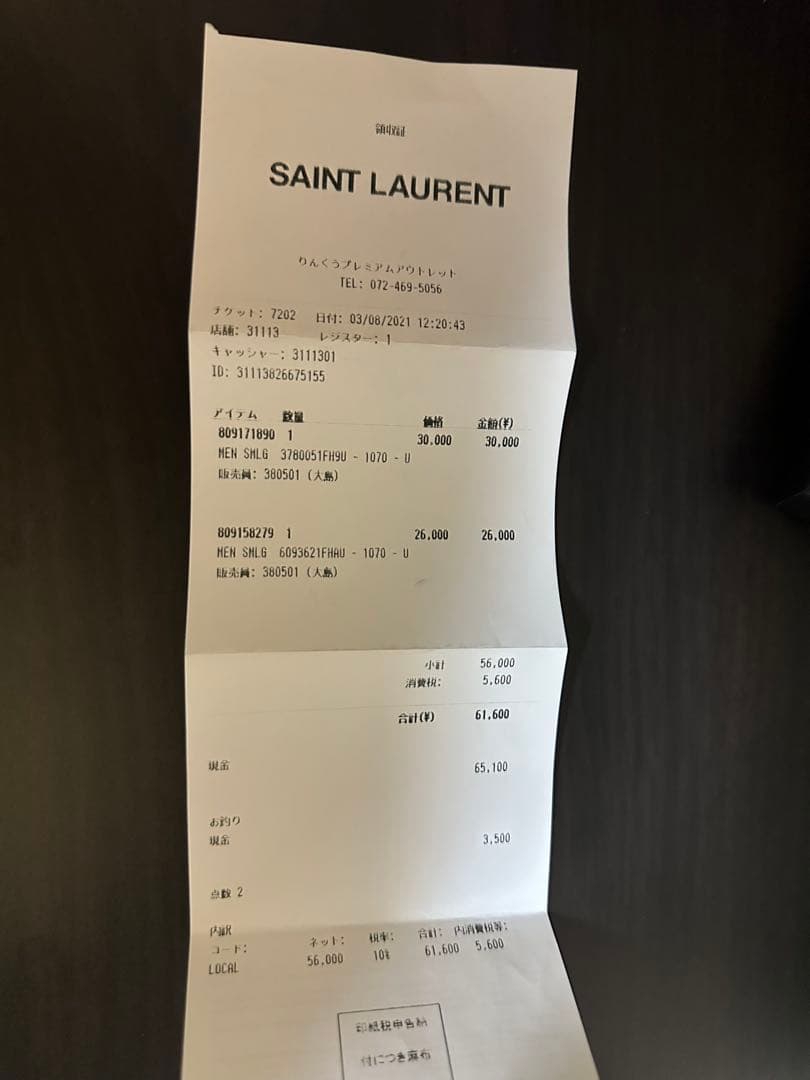 領収証
SAINT LAURENT
りんくうプレミアムアウトレット
TEL: 072-469-5056
チケット: 7202 日付: 03/08/2021 12:20:43
店舗: 31113 レジスター: 1
キャッシャー: 3111301
ID: 31113826675155
アイテム 数量 価格 金額(¥)
809171890 1 30,000 30,000
MEN SMLG 3780051FH9U - 1070 - U
販売員: 380501 (大島)
809158279 1 26,000 26,000
MEN SMLG 6093621FHAU - 1070 - U
販売員: 380501 (大島)
小計 56,000
消費税: 5,600
合計(¥) 61,600
現金 65,100
お釣り
現金 3,500
点数 2
内訳
コード: ネット: 税率: 合計: 内消費税等:
LOCAL 56,000 10% 61,600 5,600
印紙税申告納
付につき麻布